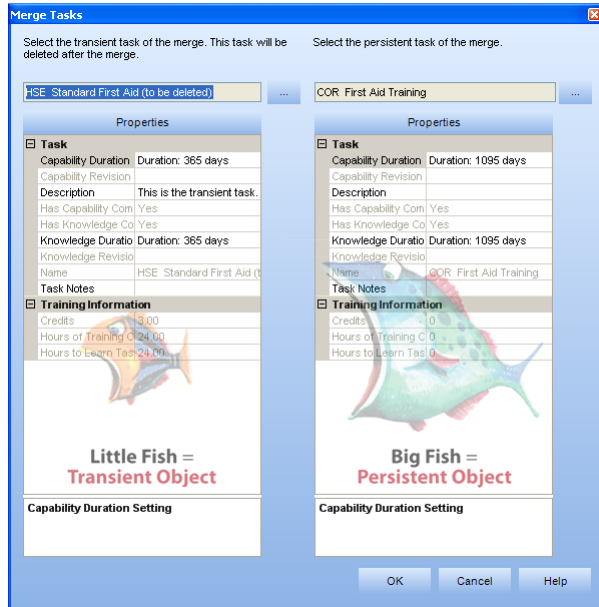 Merge Tasks
Select the transient task of the merge. This task will be
deleted after the merge.
Select the persistent task of the merge.
HSE Standard First Aid (to be deleted)
...
COR First Aid Training
...
Properties
Task
Capability Duration Duration: 365 days
Capability Revision
Description This is the transient task.
Has Capability Com Yes
Has Knowledge Co Yes
Knowledge Duratio Duration: 365 days
Knowledge Revisio
Name HSE Standard First Aid (t
Task Notes
Training Information
Credits 3.00
Hours of Training C 24.00
Hours to Learn Tas 24.00
Little Fish =
Transient Object
Capability Duration Setting
Properties
Task
Capability Duration Duration: 1095 days
Capability Revision
Description
Has Capability Com Yes
Has Knowledge Co Yes
Knowledge Duratio Duration: 1095 days
Knowledge Revisio
Name COR First Aid Training
Task Notes
Training Information
Credits 0
Hours of Training C 0
Hours to Learn Tas 0
Big Fish =
Persistent Object
Capability Duration Setting
OK Cancel Help